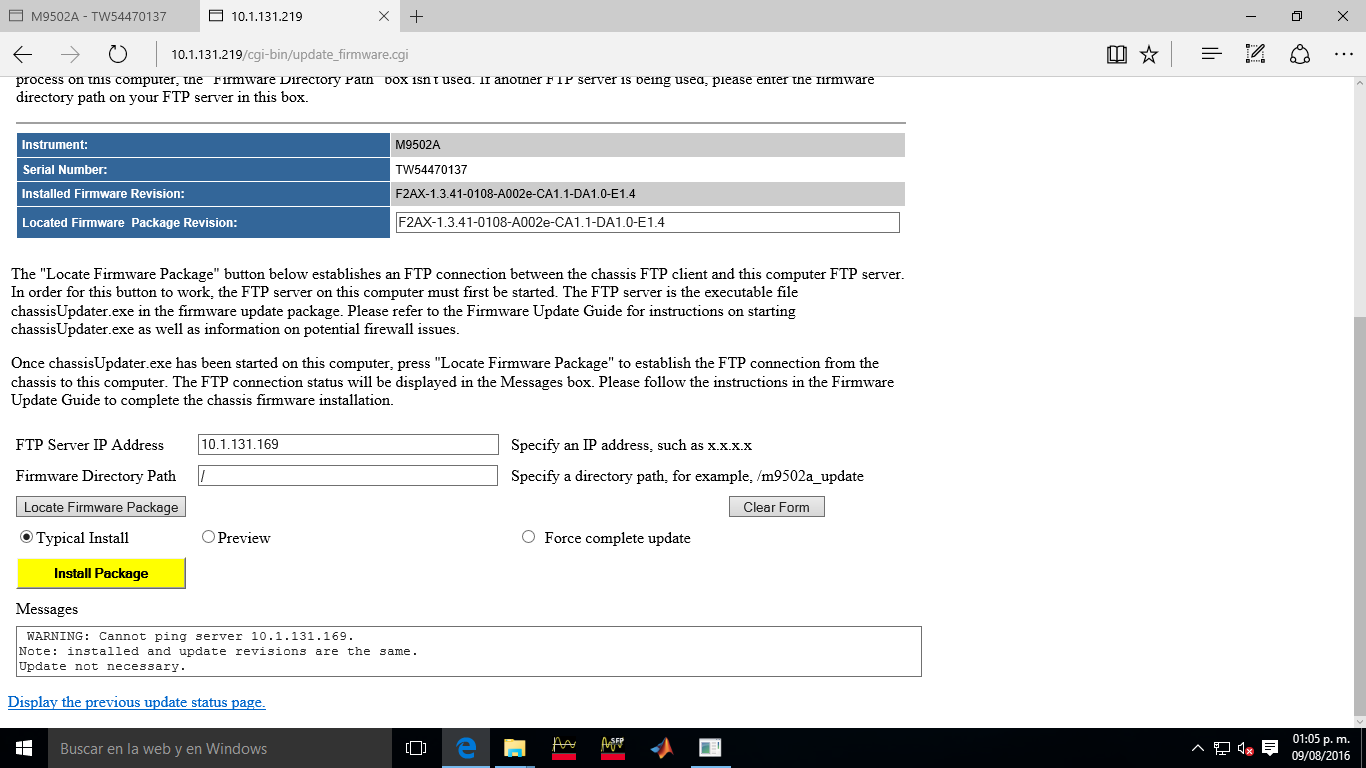 M9502A - TW54470137
10.1.131.219
10.1.131.219/cgi-bin/update_firmware.cgi
process on this computer, the "Firmware Directory Path" box isn't used. If another FTP server is being used, please enter the firmware
directory path on your FTP server in this box.
Instrument: M9502A
Serial Number: TW54470137
Installed Firmware Revision: F2AX-1.3.41-0108-A002e-CA1.1-DA1.0-E1.4
Located Firmware Package Revision: F2AX-1.3.41-0108-A002e-CA1.1-DA1.0-E1.4
The "Locate Firmware Package" button below establishes an FTP connection between the chassis FTP client and this computer FTP server.
In order for this button to work, the FTP server on this computer must first be started. The FTP server is the executable file
chassisUpdater.exe in the firmware update package. Please refer to the Firmware Update Guide for instructions on starting
chassisUpdater.exe as well as information on potential firewall issues.
Once chassisUpdater.exe has been started on this computer, press "Locate Firmware Package" to establish the FTP connection from the
chassis to this computer. The FTP connection status will be displayed in the Messages box. Please follow the instructions in the Firmware
Update Guide to complete the chassis firmware installation.
FTP Server IP Address 10.1.131.169 Specify an IP address, such as x.x.x.x
Firmware Directory Path / Specify a directory path, for example, /m9502a_update
Locate Firmware Package Clear Form
Typical Install Preview Force complete update
Install Package
Messages
WARNING: Cannot ping server 10.1.131.169.
Note: installed and update revisions are the same.
Update not necessary.
Display the previous update status page.
Buscar en la web y en Windows
SFP
01:05 p. m.
09/08/2016